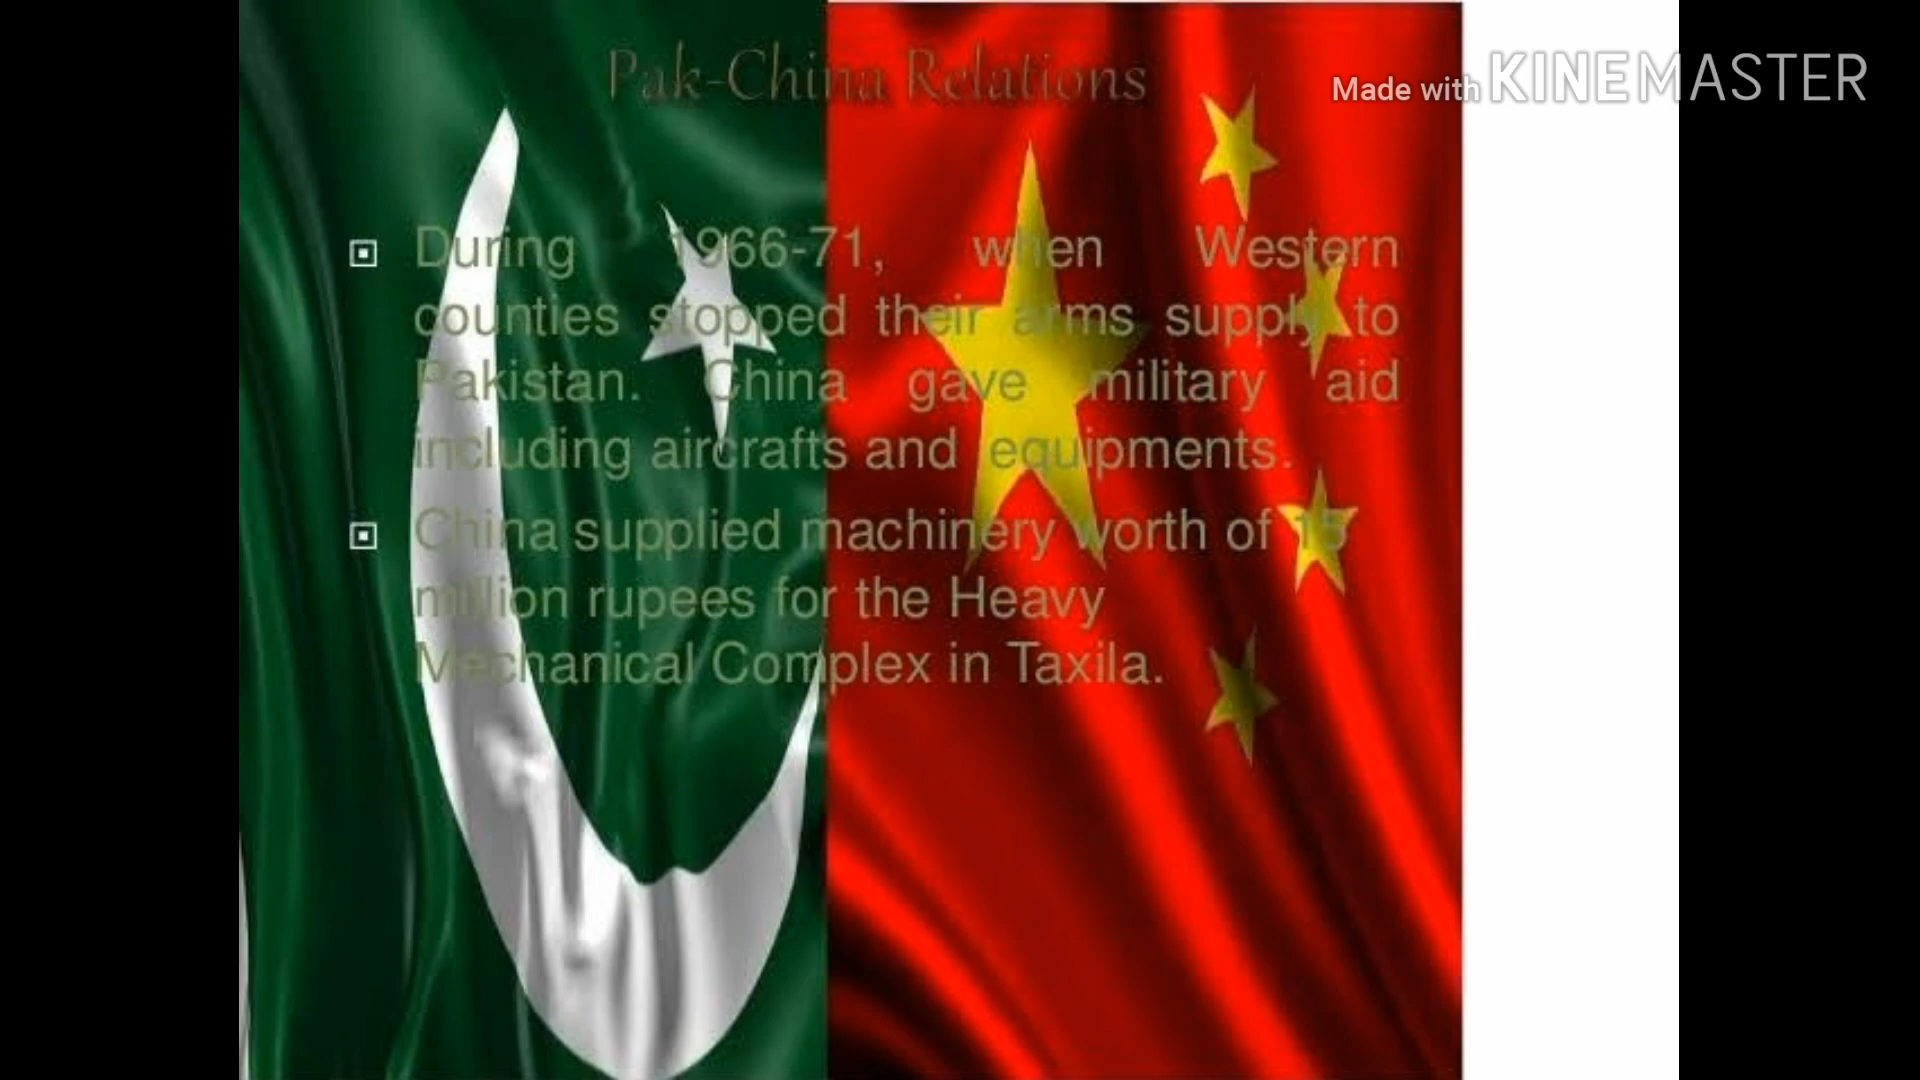 Pak-China Relations
Made with KINEMASTER
During 1966-71, when Western
counties stopped their arms supply to
Pakistan. China gave military aid
including aircrafts and equipments.
China supplied machinery worth of 15
million rupees for the Heavy
Mechanical Complex in Taxila.